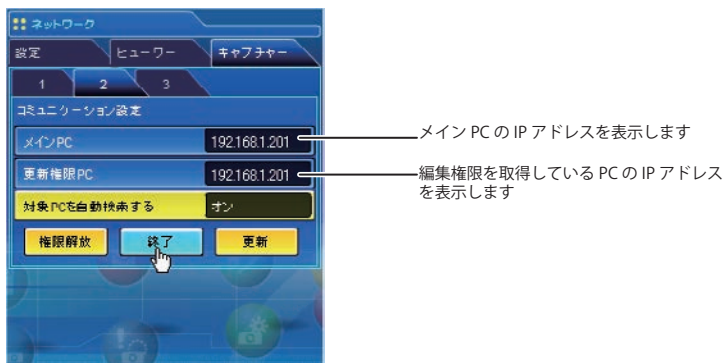 ネットワーク
設定 ビューワー キャプチャー
1 2 3
コミュニケーション設定
メインPC 192.168.1.201
メイン PC の IP アドレスを表示します
更新権限PC 192.168.1.201
編集権限を取得している PC の IP アドレス
を表示します
対象PCを自動検索する オン
権限解放 終了 更新